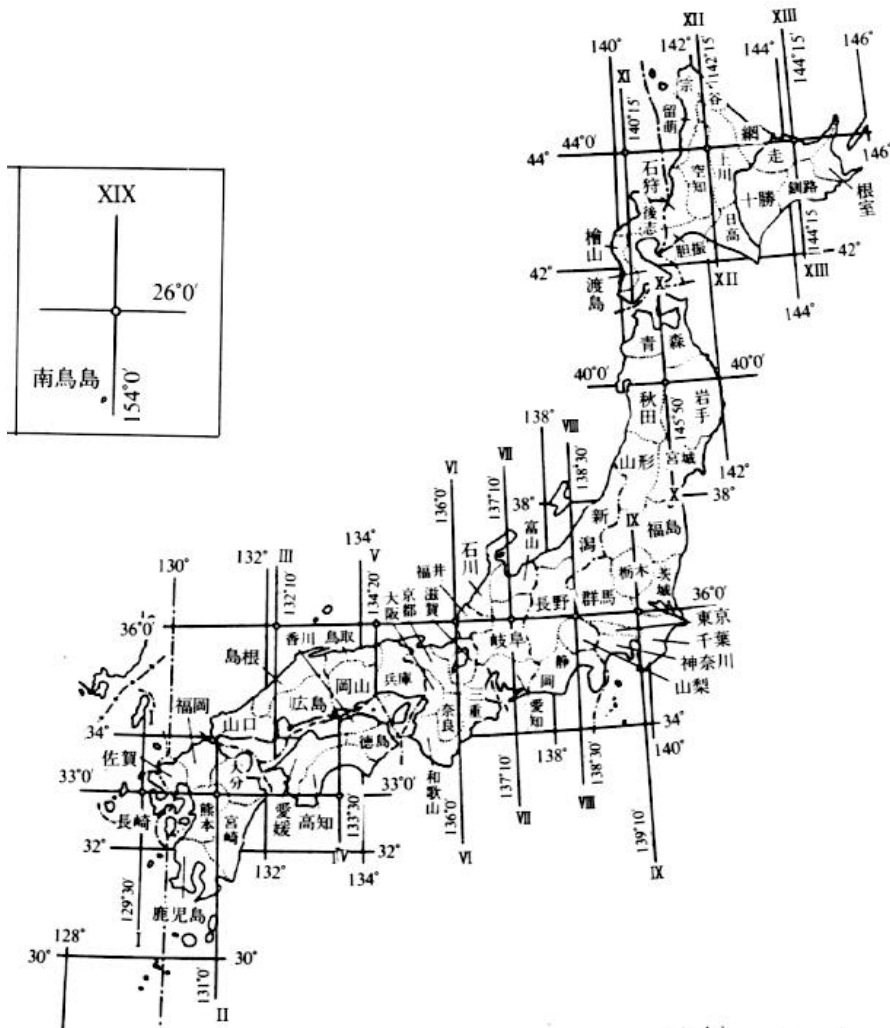 XII
XIII
140°
142°
142°15′
144°
144°15′
146°
XI
140°15′
宗
谷
留萌
網
44°
44°0′
走
146°
44°
上川
空知
石狩
後志
十勝
釧路
根室
日高
144°15′
胆振
檜山
42°
42°
渡島
X
XII
XIII
144°
XIX
26°0′
南鳥島
154°0′
青
森
40°0′
40°0′
秋田
岩手
145°50′
138°
VIII
VII
VI
138°30′
山形
宮城
142°
137°10′
136°0′
38°
X
38°
新潟
IX
福島
富山
石川
134°
130°
132°
III
V
132°10′
134°20′
福井
滋賀
京都
大阪
栃木
茨城
長野
群馬
36°0′
東京
36°0′
香川
鳥取
岐阜
千葉
静
岡
神奈川
島根
山梨
兵庫
岡山
広島
福岡
I
山口
三重
奈良
愛知
34°
34°
徳島
138°
140°
佐賀
大分
和歌山
137°10′
138°30′
33°0′
33°0′
136°0′
長崎
熊本
宮崎
愛媛
高知
133°30′
VII
VIII
139°10′
32°
132°
IV
32°
134°
VI
IX
129°30′
鹿児島
I
128°
30°
30°
131°0′
II